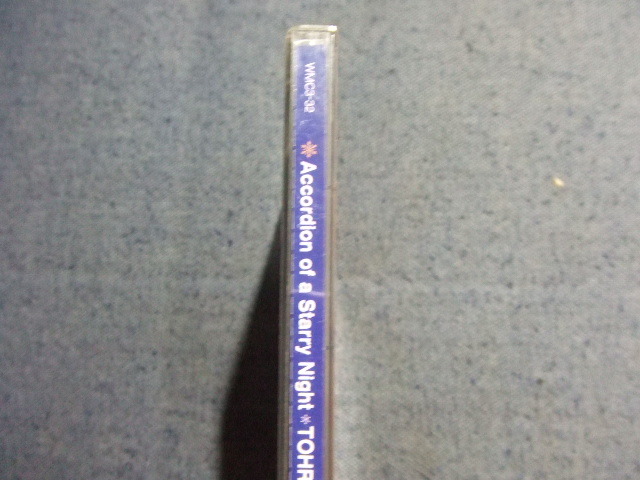 WMC3-32
* Accordion of a Starry Night * TOHR